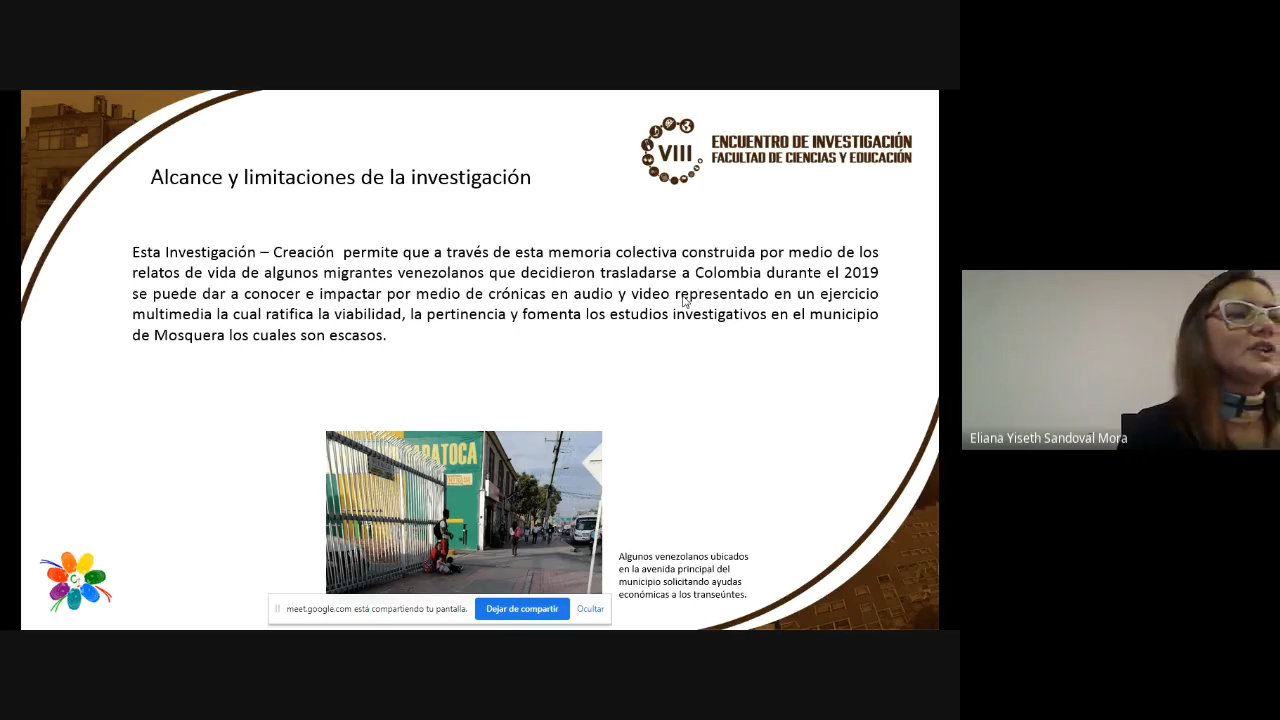 VIII
ENCUENTRO DE INVESTIGACIÓN
FACULTAD DE CIENCIAS Y EDUCACIÓN
Alcance y limitaciones de la investigación
Esta Investigación – Creación permite que a través de esta memoria colectiva construida por medio de los
relatos de vida de algunos migrantes venezolanos que decidieron trasladarse a Colombia durante el 2019
se puede dar a conocer e impactar por medio de crónicas en audio y video representado en un ejercicio
multimedia la cual ratifica la viabilidad, la pertinencia y fomenta los estudios investigativos en el municipio
de Mosquera los cuales son escasos.
Eliana Yiseth Sandoval Mora
Algunos venezolanos ubicados
en la avenida principal del
municipio solicitando ayudas
económicas a los transeúntes.
meet.google.com está compartiendo tu pantalla.
Dejar de compartir
Ocultar